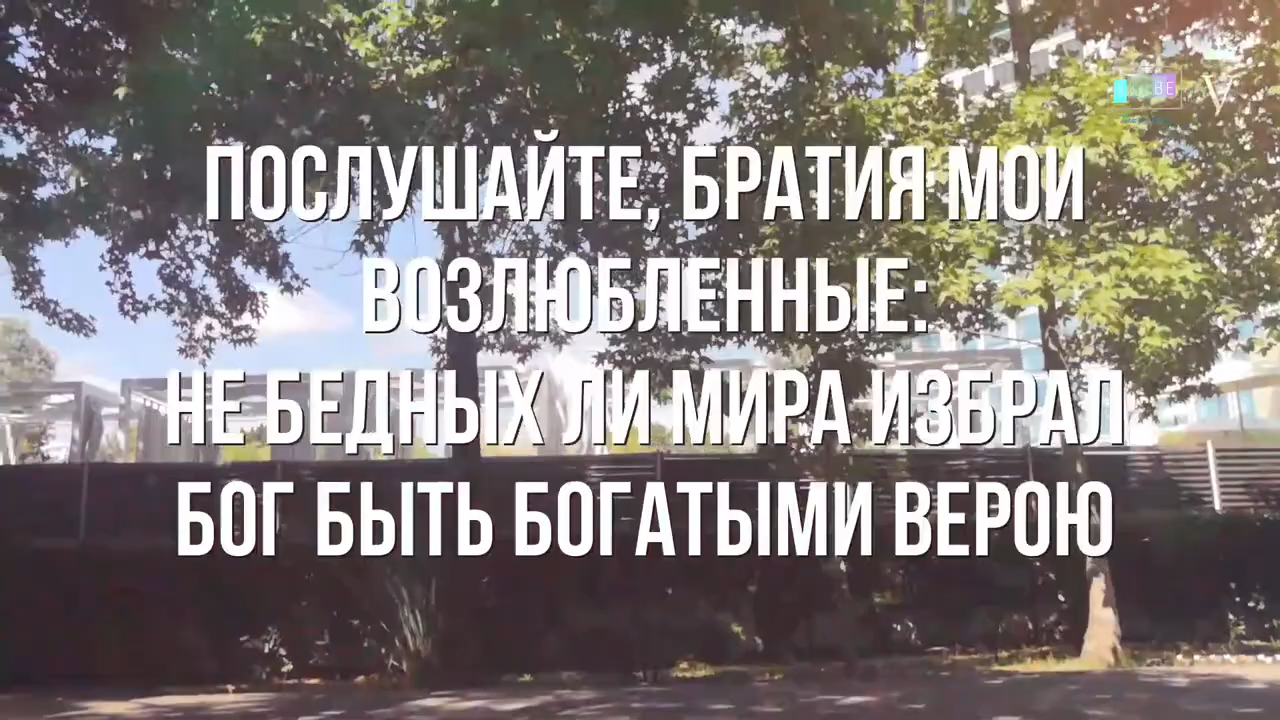 ПОСЛУШАЙТЕ, БРАТИЯ МОИ
ВОЗЛЮБЛЕННЫЕ:
НЕ БЕДНЫХ ЛИ МИРА ИЗБРАЛ
БОГ БЫТЬ БОГАТЫМИ ВЕРОЮ